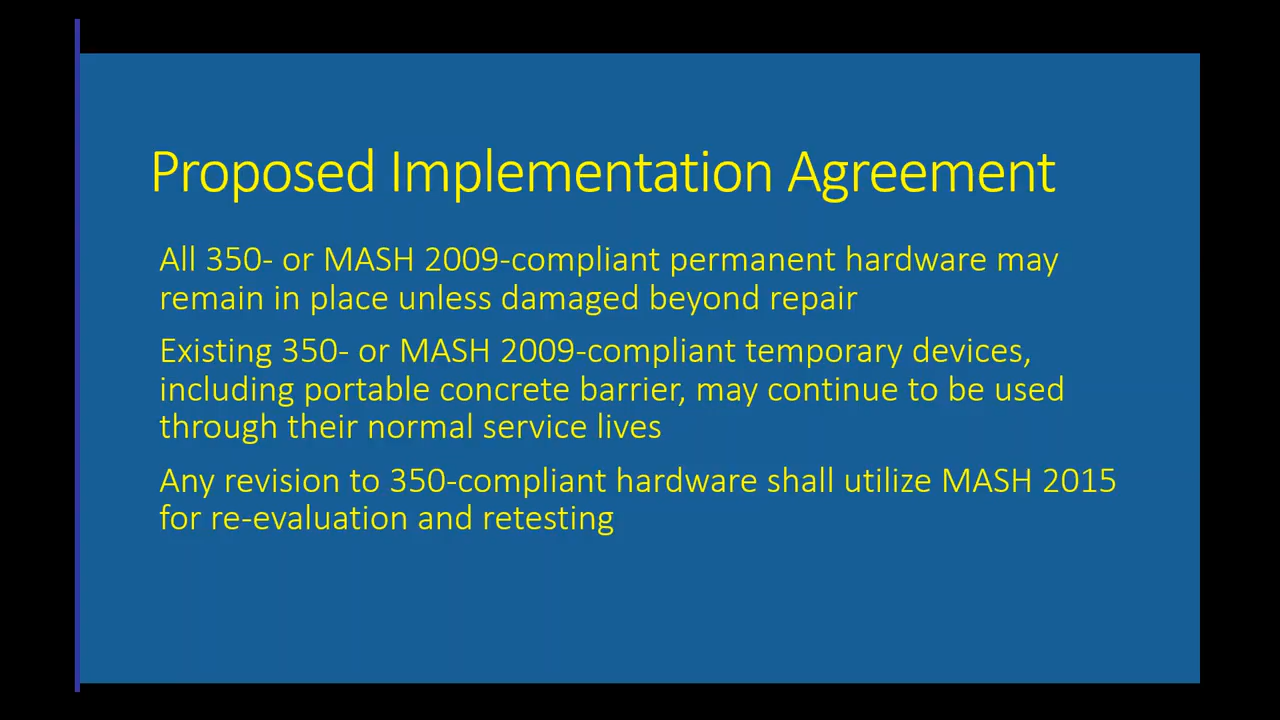 Proposed Implementation Agreement
All 350- or MASH 2009-compliant permanent hardware may
remain in place unless damaged beyond repair
Existing 350- or MASH 2009-compliant temporary devices,
including portable concrete barrier, may continue to be used
through their normal service lives
Any revision to 350-compliant hardware shall utilize MASH 2015
for re-evaluation and retesting